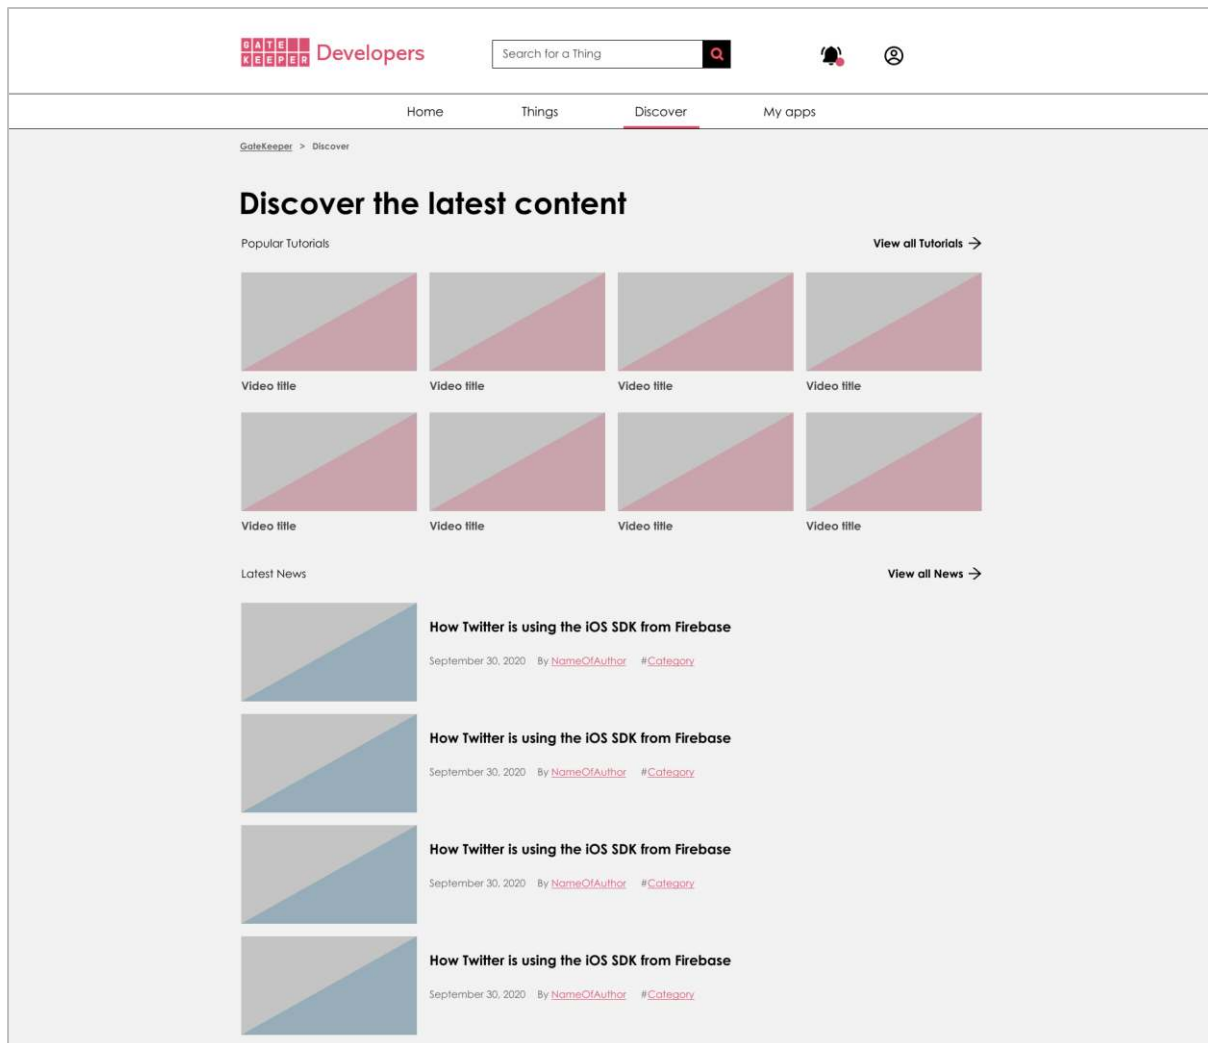 GATE
KEEPER Developers
Search for a Thing
Home Things Discover My apps
GateKeeper > Discover
Discover the latest content
Popular Tutorials View all Tutorials →
Video title Video title Video title Video title
Video title Video title Video title Video title
Latest News View all News →
How Twitter is using the iOS SDK from Firebase
September 30, 2020 By NameOfAuthor #Category
How Twitter is using the iOS SDK from Firebase
September 30, 2020 By NameOfAuthor #Category
How Twitter is using the iOS SDK from Firebase
September 30, 2020 By NameOfAuthor #Category
How Twitter is using the iOS SDK from Firebase
September 30, 2020 By NameOfAuthor #Category